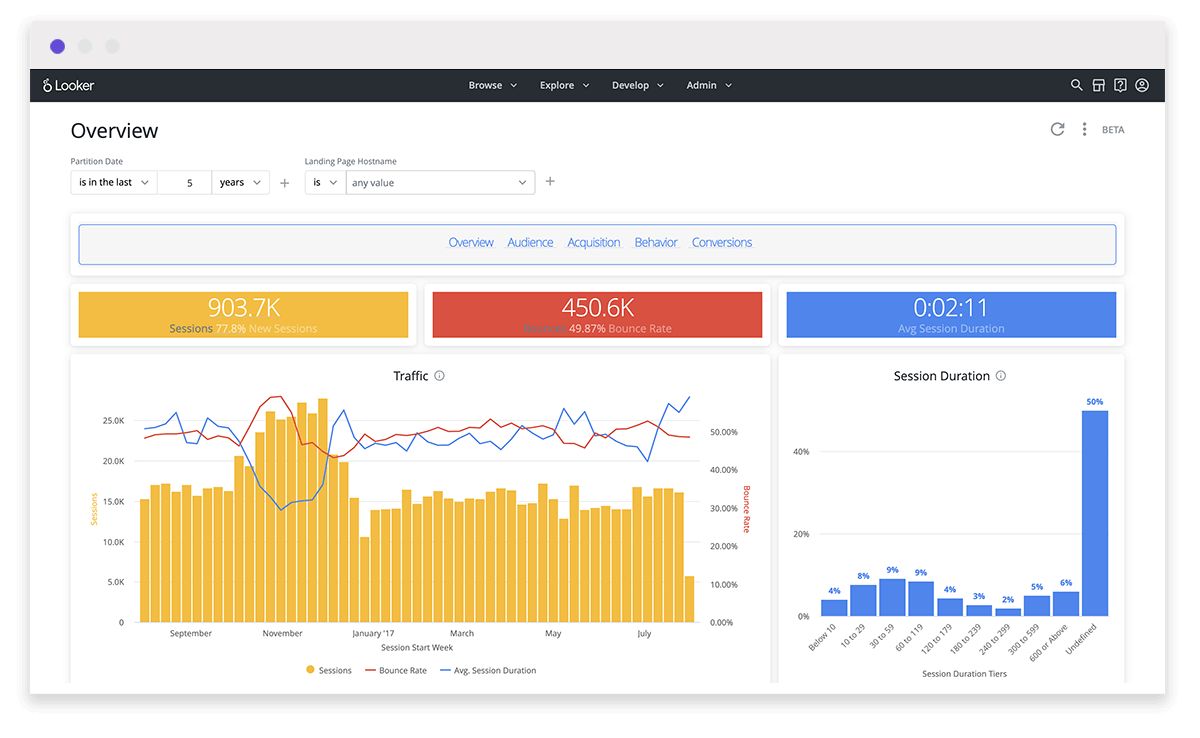 Looker
Browse Explore Develop Admin
Overview
BETA
Partition Date Landing Page Hostname
is in the last 5 years is any value
Overview Audience Acquisition Behavior Conversions
903.7K
Sessions 77.8% New Sessions
450.6K
Bounces 49.87% Bounce Rate
0:02:11
Avg Session Duration
Traffic
25.0K
20.0K
15.0K
10.0K
5.0K
0
Sessions
50.00%
40.00%
30.00%
20.00%
10.00%
0.00%
Bounce Rate
September November January '17 March May July
Session Start Week
Sessions Bounce Rate Avg. Session Duration
Session Duration
40%
20%
0%
4% 8% 9% 9% 4% 3% 2% 5% 6% 50%
Below 10 10 to 29 30 to 59 60 to 119 120 to 179 180 to 239 240 to 299 300 to 599 600 or Above Undefined
Session Duration Tiers